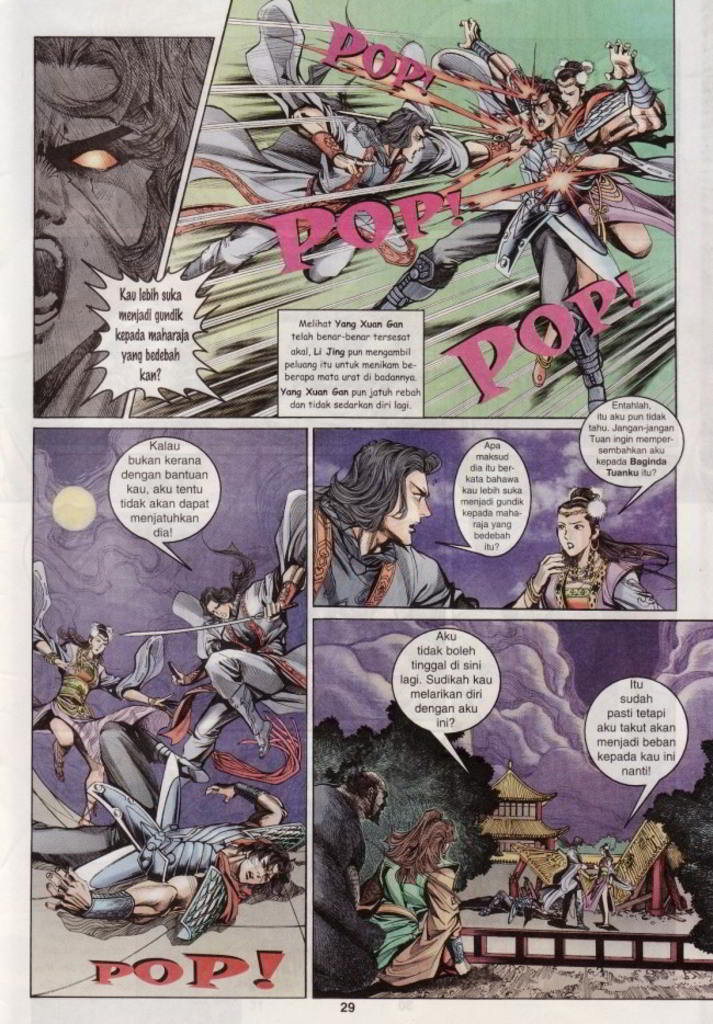 POP!
POP!
POP!
Kau lebih suka
menjadi gundik
kepada maharaja
yang bedebah
kan?
Melihat Yang Xuan Gan
telah benar-benar tersesat
akal, Li Jing pun mengambil
peluang itu untuk menikam be-
berapa mata urat di badannya.
Yang Xuan Gan pun jatuh rebah
dan tidak sedarkan diri lagi.
Kalau
bukan kerana
dengan bantuan
kau, aku tentu
tidak akan dapat
menjatuhkan
dia!
POP!
Apa
maksud
dia itu ber-
kata bahawa
kau lebih suka
menjadi gundik
kepada maha-
raja yang
bedebah
itu?
Entahlah,
itu aku pun tidak
tahu. Jangan-jangan
Tuan ingin memper-
sembahkan aku
kepada Baginda
Tuanku itu?
Aku
tidak boleh
tinggal di sini
lagi. Sudikah kau
melarikan diri
dengan aku
ini?
Itu
sudah
pasti tetapi
aku takut akan
menjadi beban
kepada kau ini
nanti!
29